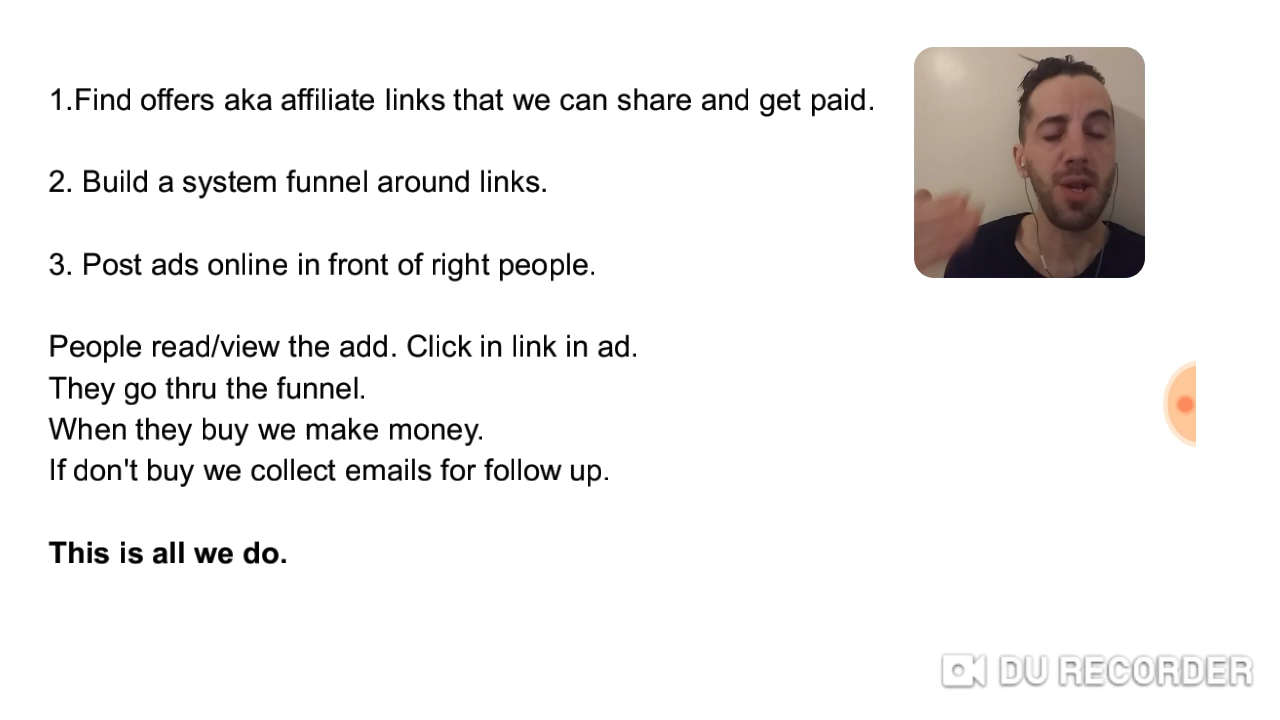 1.Find offers aka affiliate links that we can share and get paid.
2. Build a system funnel around links.
3. Post ads online in front of right people.
People read/view the add. Click in link in ad.
They go thru the funnel.
When they buy we make money.
If don't buy we collect emails for follow up.
This is all we do.
DU RECORDER